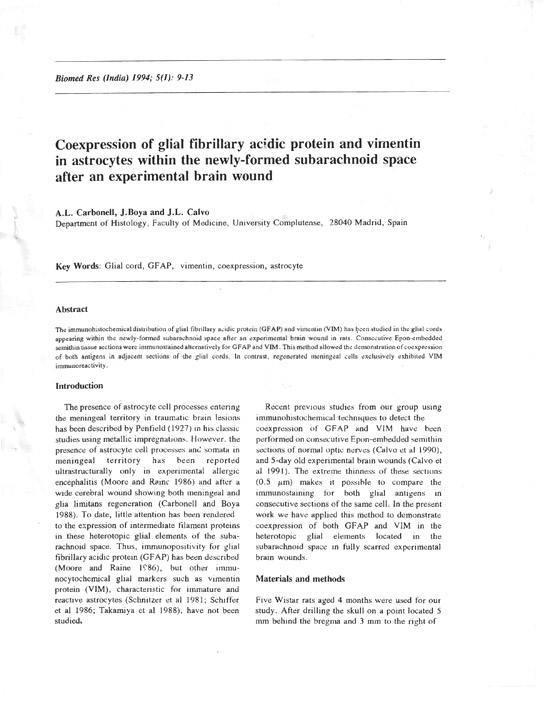 Biomed Res (India) 1994; 5(1): 9-13
Coexpression of glial fibrillary acidic protein and vimentin
in astrocytes within the newly-formed subarachnoid space
after an experimental brain wound
A.L. Carbonell, J.Boya and J.L. Calvo
Department of Histology, Faculty of Medicine, University Complutense, 28040 Madrid, Spain
Key Words: Glial cord, GFAP, vimentin, coexpression, astrocyte
Abstract
The immunohistochemical distribution of glial fibrillary acidic protein (GFAP) and vimentin (VIM) has been studied in the glial cords
appearing within the newly-formed subarachnoid space after an experimental brain wound in rats. Consecutive Epon-embedded
semithin tissue sections were immunostained alternatively for GFAP and VIM. This method allowed the demonstration of coexpression
of both antigens in adjacent sections of the glial cords. In contrast, regenerated meningeal cells exclusively exhibited VIM
immunoreactivity.
Introduction
The presence of astrocyte cell processes entering
the meningeal territory in traumatic brain lesions
has been described by Penfield (1927) in his classic
studies using metallic impregnations. However, the
presence of astrocyte cell processes and somata in
meningeal territory has been reported
ultrastructurally only in experimental allergic
encephalitis (Moore and Raine 1986) and after a
wide cerebral wound showing both meningeal and
glia limitans regeneration (Carbonell and Boya
1988). To date, little attention has been rendered
to the expression of intermediate filament proteins
in these heterotopic glial elements of the suba-
rachnoid space. Thus, immunopositivity for glial
fibrillary acidic protein (GFAP) has been described
(Moore and Raine 1986), but other immu-
nocytochemical glial markers such as vimentin
protein (VIM), characteristic for immature and
reactive astrocytes (Schnitzer et al 1981; Schiffer
et al 1986; Takamiya et al 1988), have not been
studied.
Recent previous studies from our group using
immunohistochemical techniques to detect the
coexpression of GFAP and VIM have been
performed on consecutive Epon-embedded semithin
sections of normal optic nerves (Calvo et al 1990),
and 5-day old experimental brain wounds (Calvo et
al 1991). The extreme thinness of these sections
(0.5 µm) makes it possible to compare the
immunostaining for both glial antigens in
consecutive sections of the same cell. In the present
work we have applied this method to demonstrate
coexpression of both GFAP and VIM in the
heterotopic glial elements located in the
subarachnoid space in fully scarred experimental
brain wounds.
Materials and methods
Five Wistar rats aged 4 months were used for our
study. After drilling the skull on a point located 5
mm behind the bregma and 3 mm to the right of